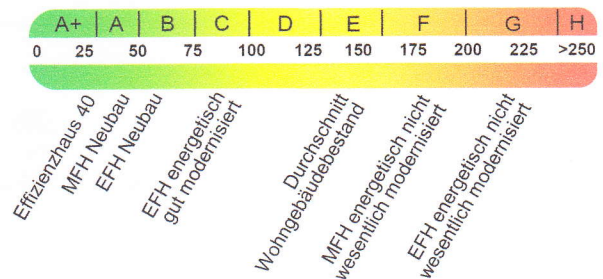 A+ A B C D E F G H
0 25 50 75 100 125 150 175 200 225 >250
Effizienzhaus 40
MFH Neubau
EFH Neubau
EFH energetisch
gut modernisiert
Durchschnitt
Wohngebäudebestand
MFH energetisch nicht
wesentlich modernisiert
EFH energetisch nicht
wesentlich modernisiert